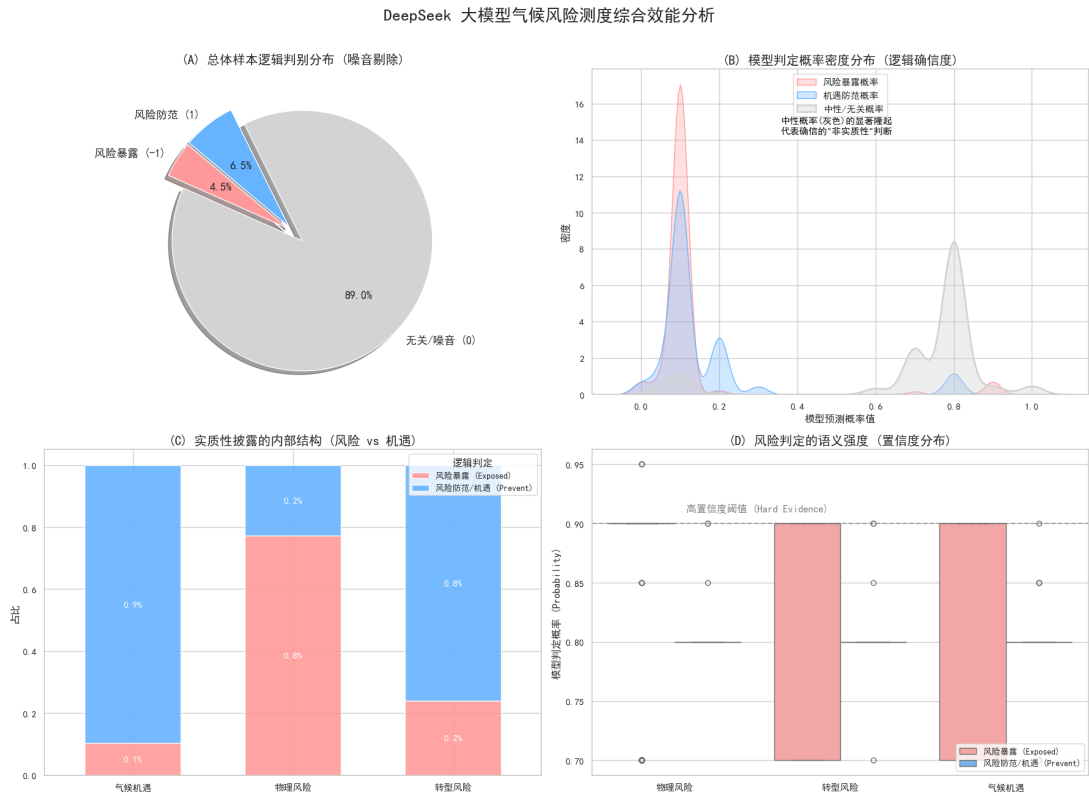 DeepSeek 大模型气候风险测度综合效能分析
(A) 总体样本逻辑判别分布 (噪音剔除)
风险防范 (1)
风险暴露 (-1)
6.5%
4.5%
89.0%
无关/噪音 (0)
(B) 模型判定概率密度分布 (逻辑确信度)
风险暴露概率
机遇防范概率
中性/无关概率
中性概率(灰色)的显著隆起
代表确信的"非实质性"判断
密度
16
14
12
10
8
6
4
2
0
0.0
0.2
0.4
0.6
0.8
1.0
模型预测概率值
(C) 实质性披露的内部结构 (风险 vs 机遇)
逻辑判定
风险暴露 (Exposed)
风险防范/机遇 (Prevent)
占比
1.0
0.8
0.6
0.4
0.2
0.0
0.9%
0.1%
0.2%
0.8%
0.8%
0.2%
气候机遇
物理风险
转型风险
(D) 风险判定的语义强度 (置信度分布)
高置信度阈值 (Hard Evidence)
模型判定概率 (Probability)
0.95
0.90
0.85
0.80
0.75
0.70
风险暴露 (Exposed)
风险防范/机遇 (Prevent)
物理风险
转型风险
气候机遇